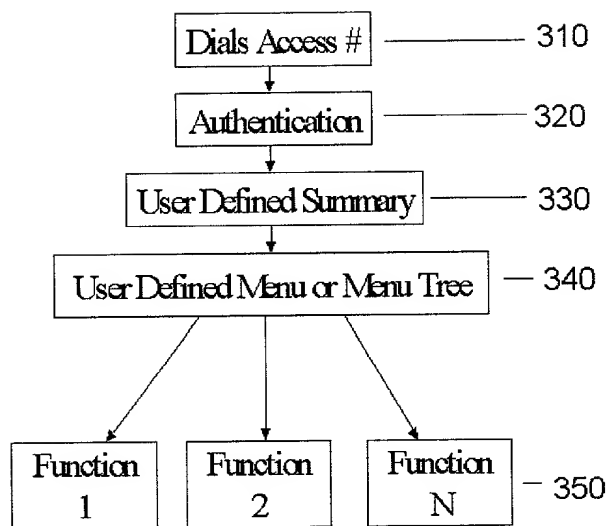 Dials Access # 310
Authentication 320
User Defined Summary 330
User Defined Menu or Menu Tree 340
Function 1
Function 2
Function N
350